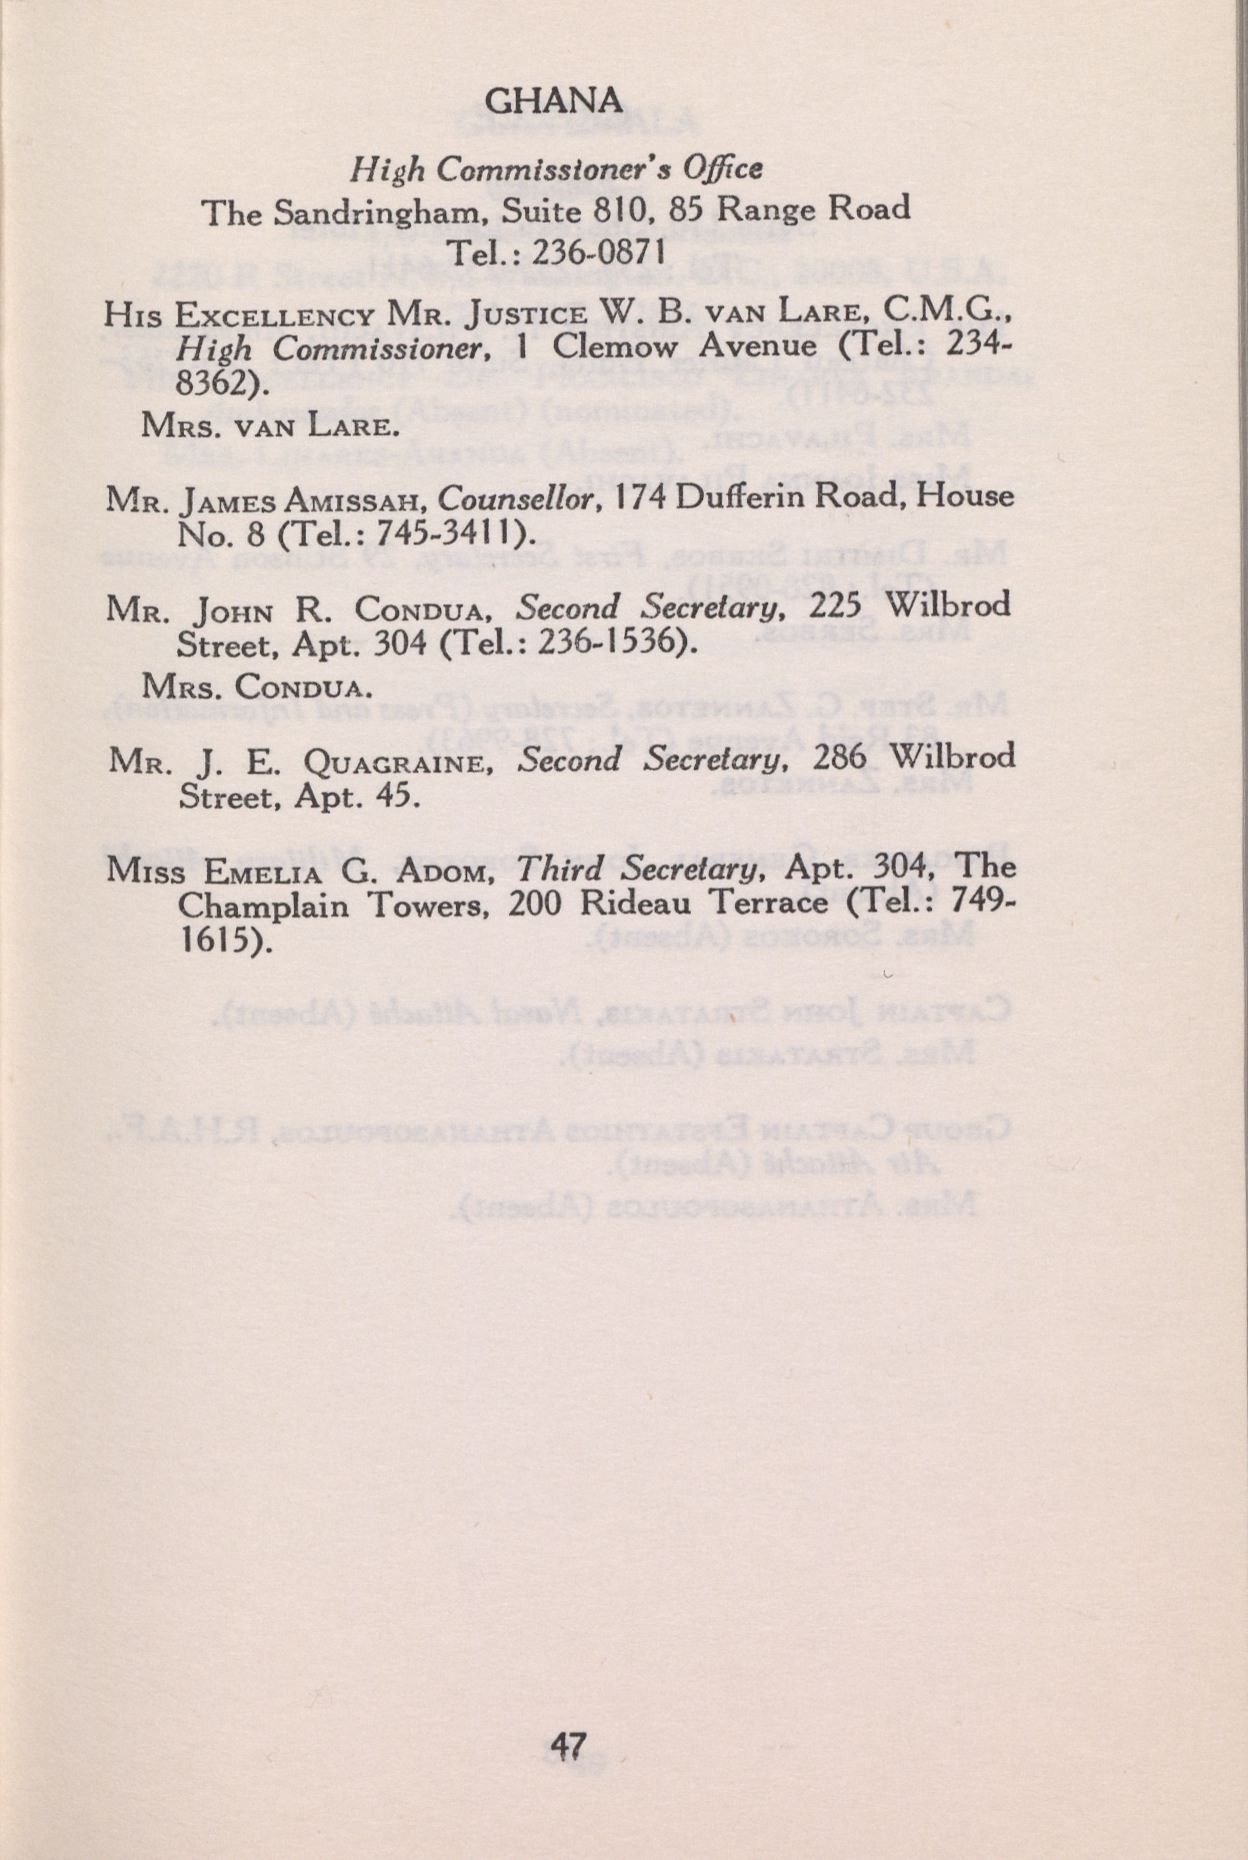 GHANA
High Commissioner's Office
The Sandringham, Suite 810, 85 Range Road
Tel.: 236-0871
His Excellency Mr. Justice W. B. van Lare, C.M.G.,
High Commissioner, 1 Clemow Avenue (Tel.: 234-
8362).
Mrs. van Lare.
Mr. James Amissah, Counsellor, 174 Dufferin Road, House
No. 8 (Tel.: 745-3411).
Mr. John R. Condua, Second Secretary, 225 Wilbrod
Street, Apt. 304 (Tel.: 236-1536).
Mrs. Condua.
Mr. J. E. Quagraine, Second Secretary, 286 Wilbrod
Street, Apt. 45.
Miss Emelia G. Adom, Third Secretary, Apt. 304, The
Champlain Towers, 200 Rideau Terrace (Tel.: 749-
1615).
47